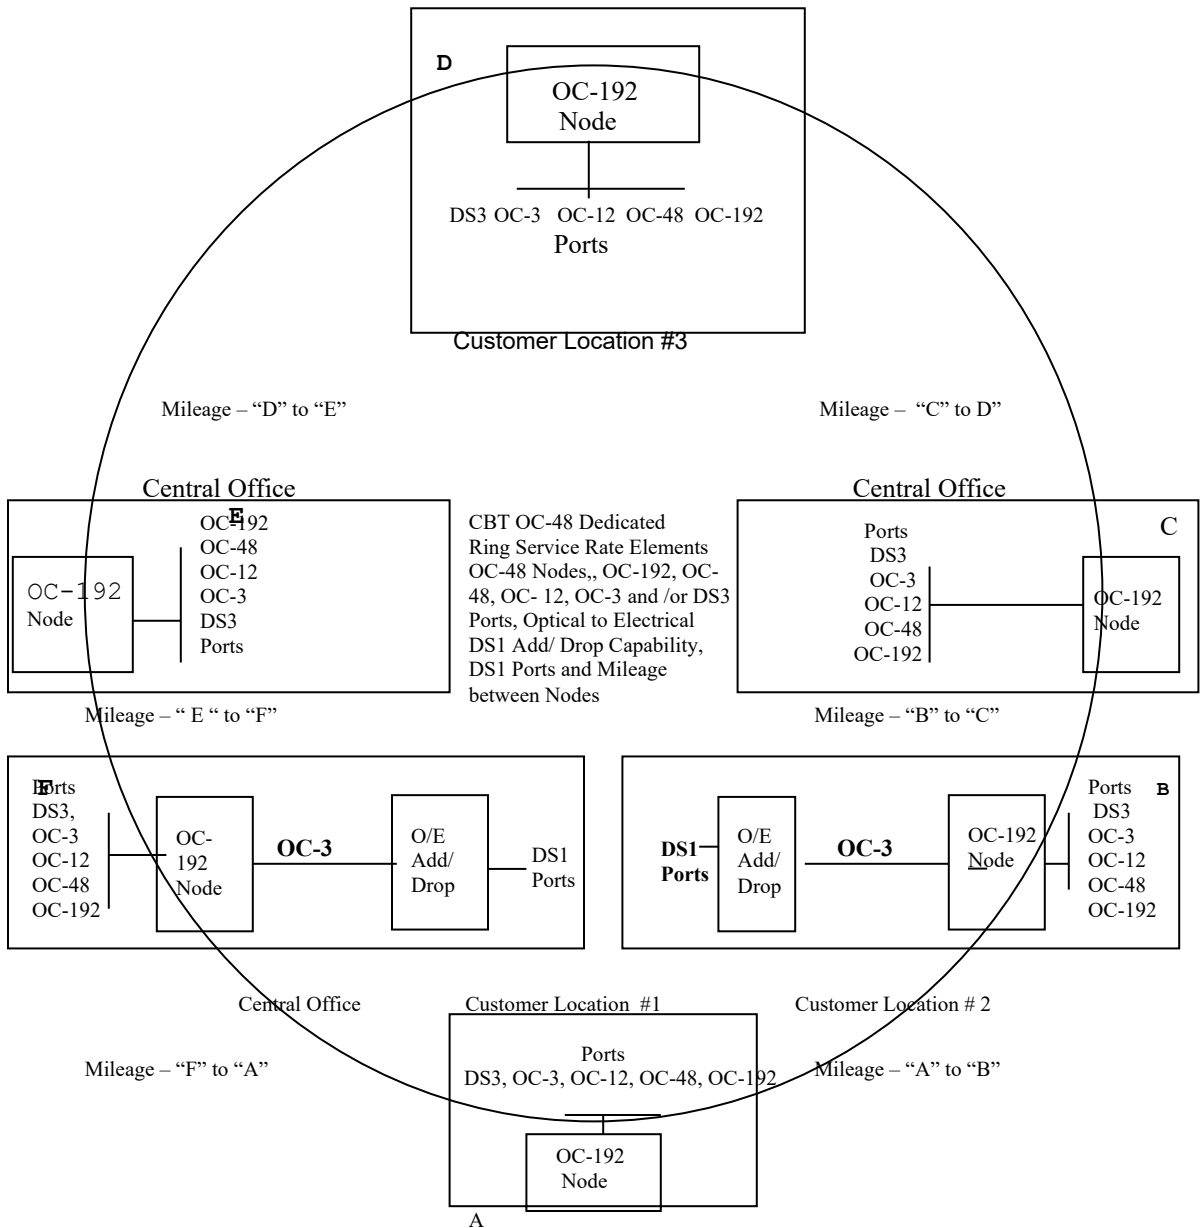 D
OC-192
Node
DS3 OC-3 OC-12 OC-48 OC-192
Ports
Customer Location #3
Mileage – “D” to “E”
Mileage – “C” to D”
Central Office
E
OC-192
OC-48
OC-12
OC-3
DS3
Ports
OC-192
Node
CBT OC-48 Dedicated
Ring Service Rate Elements
OC-48 Nodes,, OC-192, OC-
48, OC- 12, OC-3 and /or DS3
Ports, Optical to Electrical
DS1 Add/ Drop Capability,
DS1 Ports and Mileage
between Nodes
Central Office
C
Ports
DS3
OC-3
OC-12
OC-48
OC-192
OC-192
Node
Mileage – “ E “ to “F”
Mileage – “B” to “C”
F
Ports
DS3,
OC-3
OC-12
OC-48
OC-192
OC-
192
Node
OC-3
O/E
Add/
Drop
DS1
Ports
DS1
Ports
O/E
Add/
Drop
OC-3
OC-192
Node
Ports
DS3
OC-3
OC-12
OC-48
OC-192
B
Central Office
Customer Location #1
Customer Location # 2
Mileage – “F” to “A”
Ports
DS3, OC-3, OC-12, OC-48, OC-192
Mileage – “A” to “B”
OC-192
Node
A